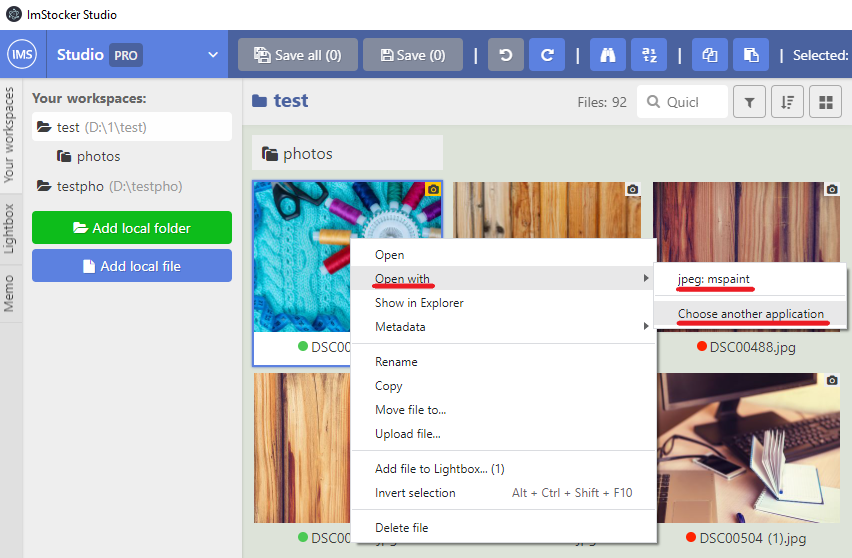 ImStocker Studio
IMS
Studio PRO
Save all (0)
Save (0)
Selected:
Your workspaces
Lightbox
Memo
Your workspaces:
test (D:\1\test)
photos
testpho (D:\testpho)
Add local folder
Add local file
test
Files: 92
Quicl
photos
Open
Open with
Show in Explorer
Metadata
Rename
Copy
Move file to...
Upload file...
Add file to Lightbox... (1)
Invert selection Alt + Ctrl + Shift + F10
Delete file
jpeg: mspaint
Choose another application
DSC00
DSC00488.jpg
DSC00504 (1).jpg